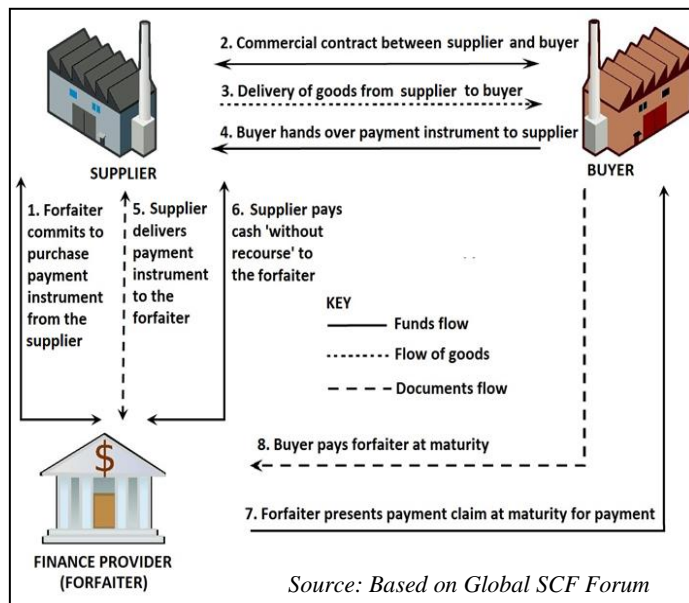 2. Commercial contract between supplier and buyer
3. Delivery of goods from supplier to buyer
4. Buyer hands over payment instrument to supplier
SUPPLIER
BUYER
1. Forfaiter
commits to
purchase
payment
instrument
from the
supplier
5. Supplier
delivers
payment
instrument
to the
forfaiter
6. Supplier pays
cash 'without
recourse' to
the forfaiter
KEY
Funds flow
Flow of goods
Documents flow
$
8. Buyer pays forfaiter at maturity
7. Forfaiter presents payment claim at maturity for payment
FINANCE PROVIDER
(FORFAITER)
Source: Based on Global SCF Forum